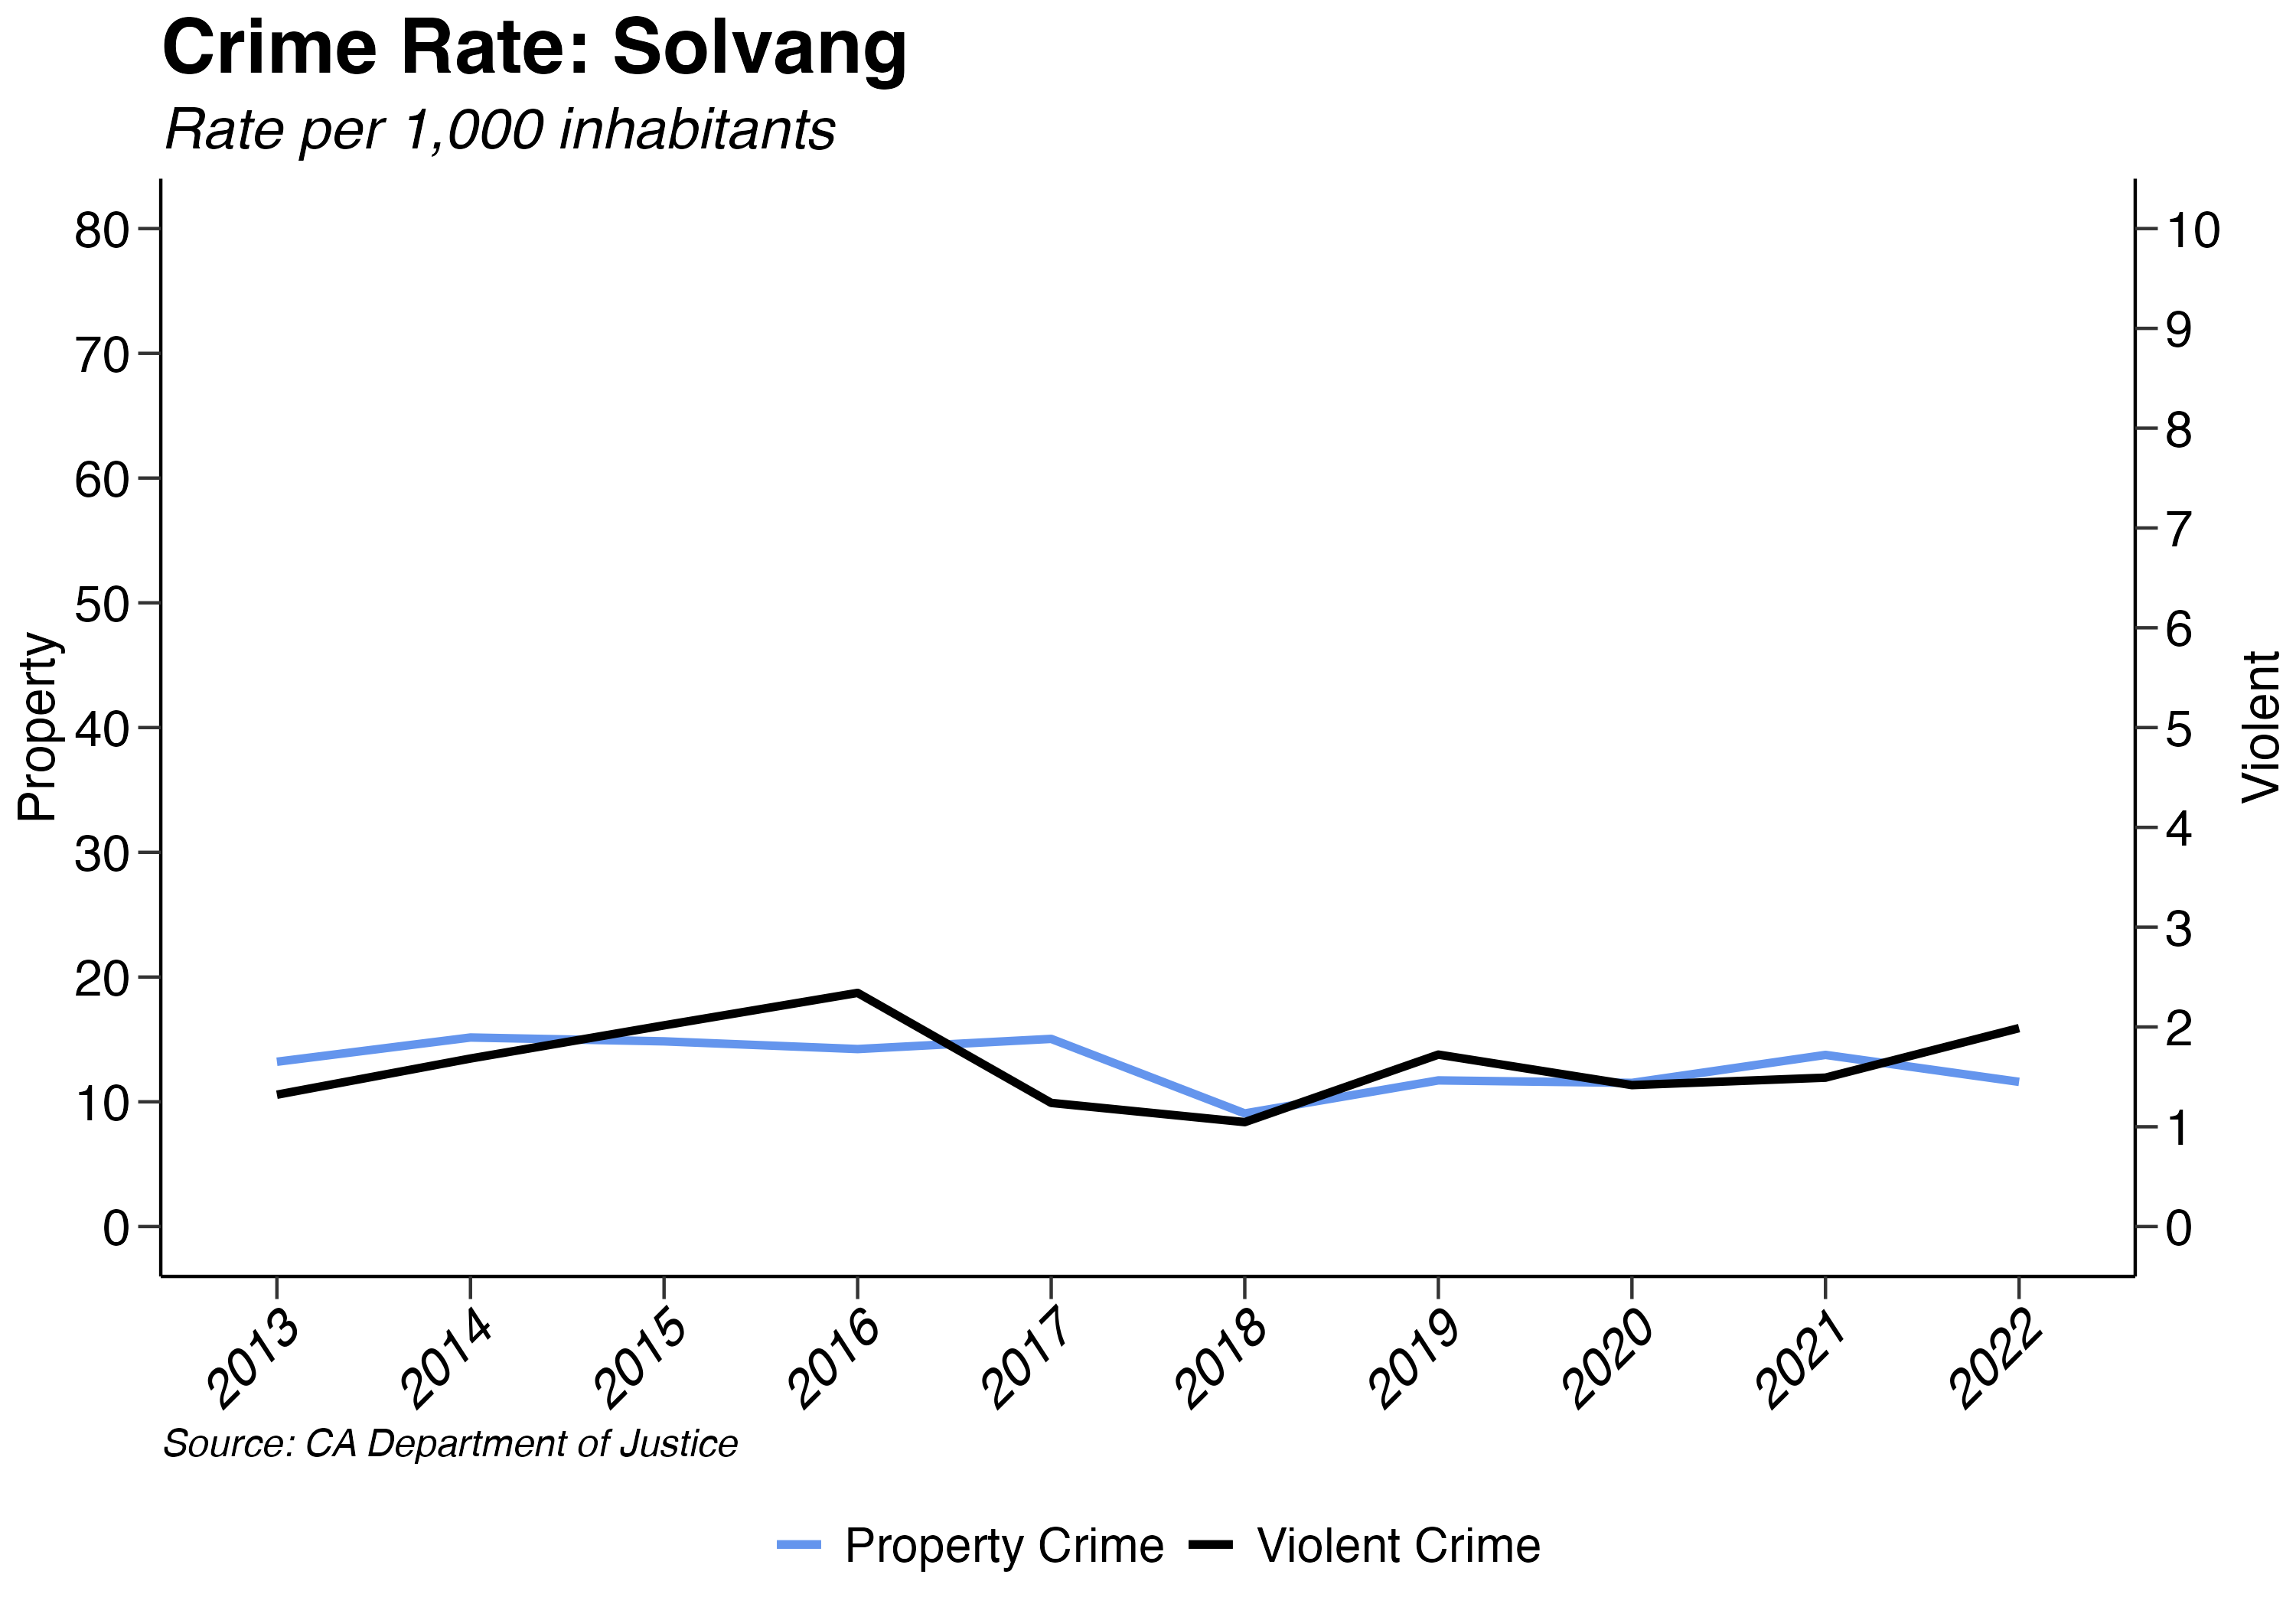 Crime Rate: Solvang
Rate per 1,000 inhabitants
Property
80
70
60
50
40
30
20
10
0
10
9
8
7
6
5
4
3
2
1
0
Violent
2013 2014 2015 2016 2017 2018 2019 2020 2021 2022
Source: CA Department of Justice
Property Crime Violent Crime